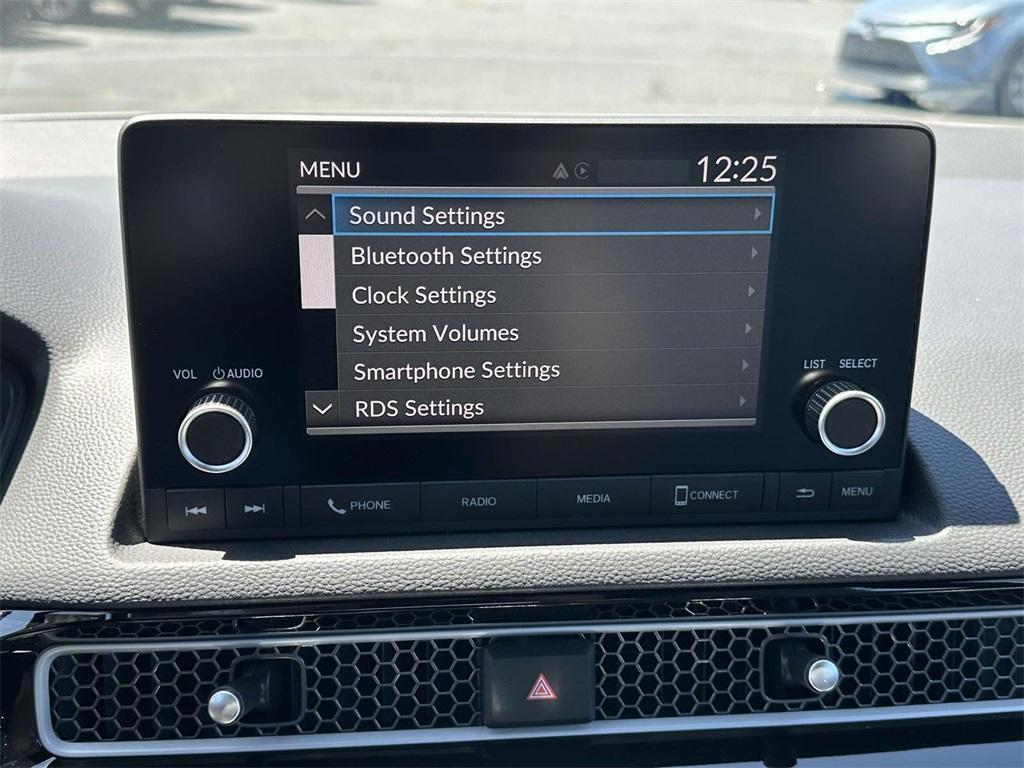 MENU 12:25
Sound Settings
Bluetooth Settings
Clock Settings
System Volumes
Smartphone Settings
RDS Settings
VOL AUDIO
LIST SELECT
PHONE RADIO MEDIA CONNECT MENU